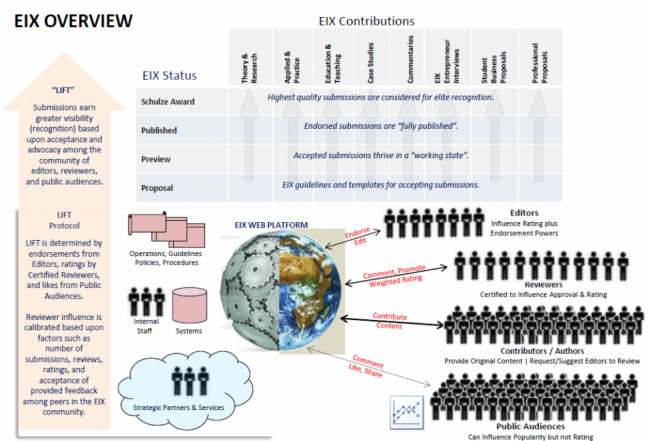 EIX OVERVIEW
EIX Contributions
EIX Status
Theory &
Research
Applied &
Practice
Education &
Teaching
Case Studies
Commentaries
EIX
Entrepreneur
Interviews
Student
Business
Proposals
Professional
Proposals
Schulze Award
Highest quality submissions are considered for elite recognition.
Published
Endorsed submissions are “fully published”.
Preview
Accepted submissions thrive in a “working state”.
Proposal
EIX guidelines and templates for accepting submissions.
“LIFT”
Submissions earn
greater visibility
(recognition) based
upon acceptance and
advocacy among the
community of
editors, reviewers,
and public audiences.
LIFT
Protocol
LIFT is determined by
endorsements from
Editors, ratings by
Certified Reviewers,
and likes from Public
Audiences.
Reviewer influence is
calibrated based upon
factors such as
number of
submissions, reviews,
ratings, and
acceptance of
provided feedback
among peers in the EIX
community.
Operations, Guidelines
Policies, Procedures
Internal
Staff
Systems
Strategic Partners & Services
EIX WEB PLATFORM
Endorse
Edit
Comment, Promote
Weighted Rating
Contribute
Content
Comment
Like, Share
Editors
Influence Rating plus
Endorsement Powers
Reviewers
Certified to Influence Approval & Rating
Contributors / Authors
Provide Original Content | Request/Suggest Editors to Review
Public Audiences
Can Influence Popularity but not Rating